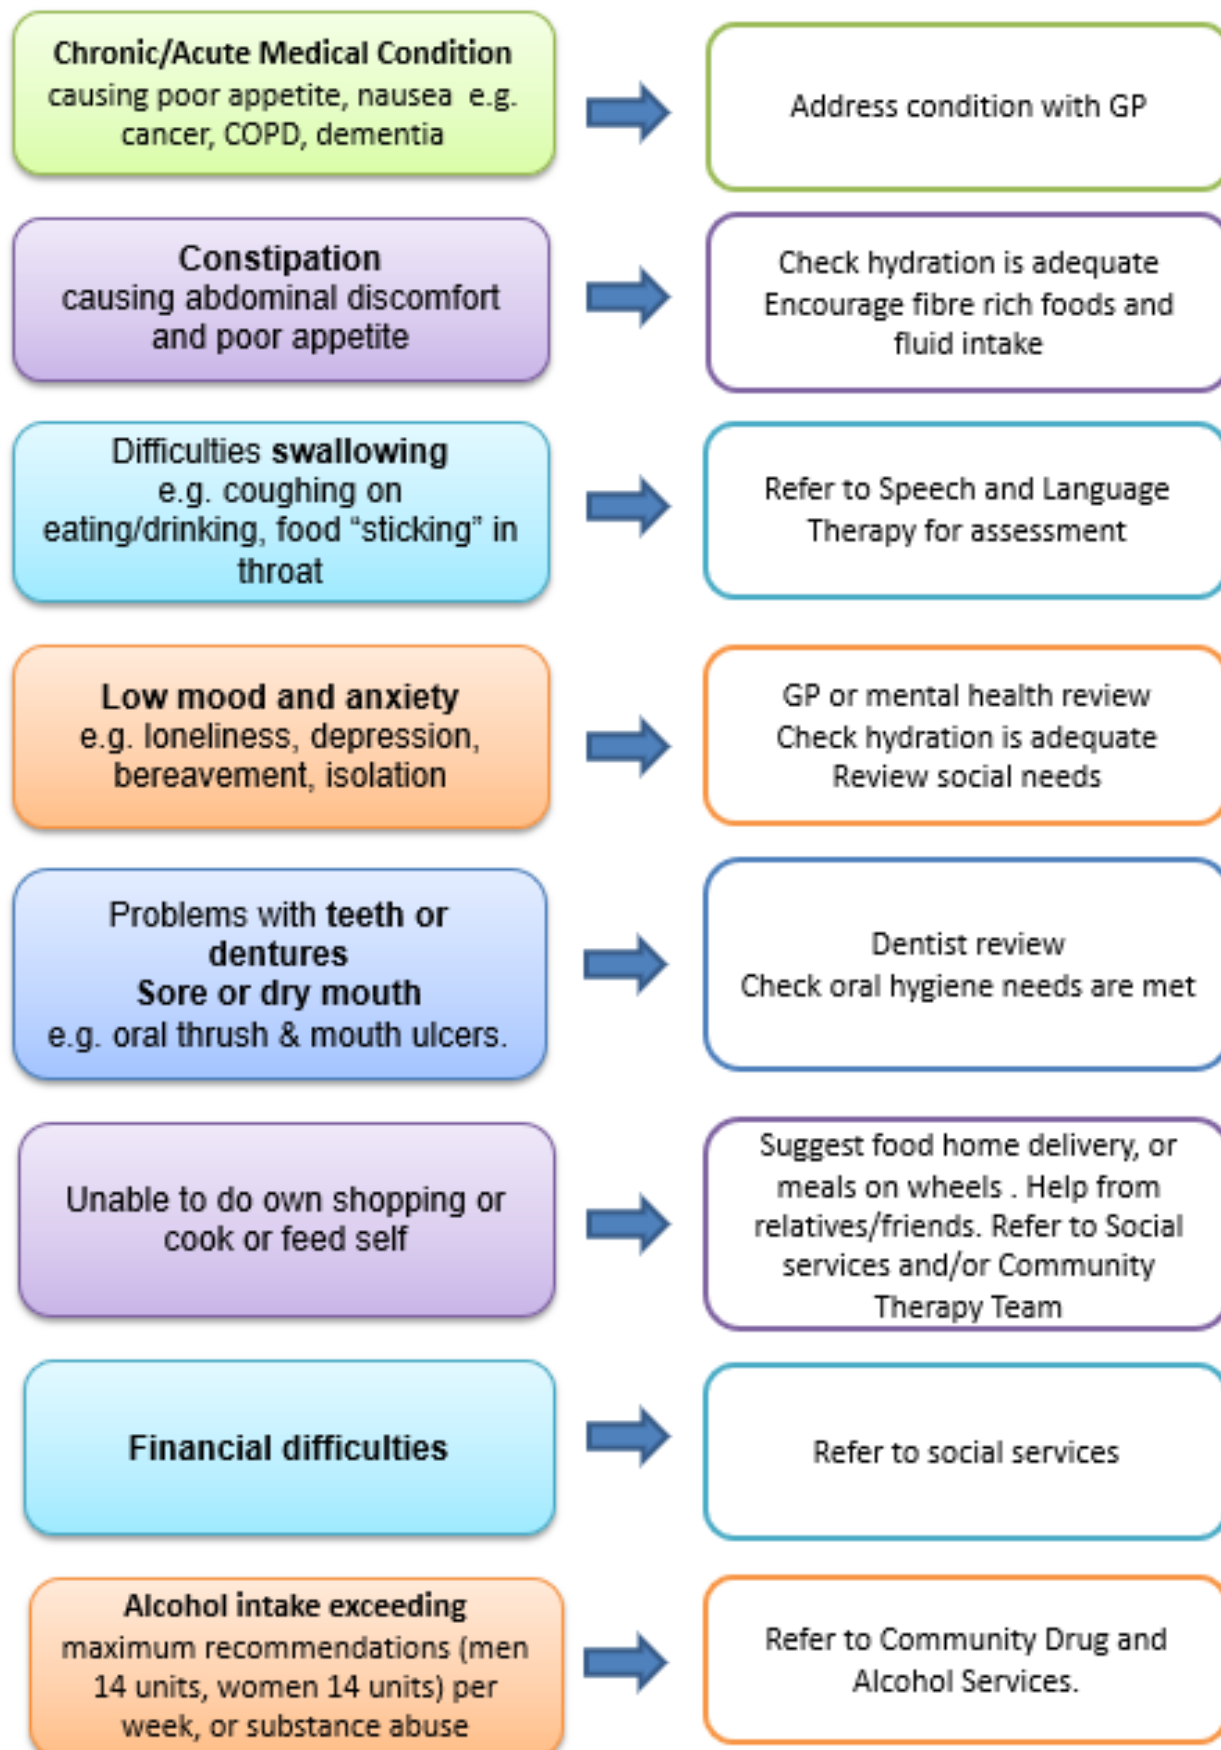 Chronic/Acute Medical Condition
causing poor appetite, nausea e.g.
cancer, COPD, dementia
Address condition with GP
Constipation
causing abdominal discomfort
and poor appetite
Check hydration is adequate
Encourage fibre rich foods and
fluid intake
Difficulties swallowing
e.g. coughing on
eating/drinking, food “sticking” in
throat
Refer to Speech and Language
Therapy for assessment
Low mood and anxiety
e.g. loneliness, depression,
bereavement, isolation
GP or mental health review
Check hydration is adequate
Review social needs
Problems with teeth or
dentures
Sore or dry mouth
e.g. oral thrush & mouth ulcers.
Dentist review
Check oral hygiene needs are met
Unable to do own shopping or
cook or feed self
Suggest food home delivery, or
meals on wheels . Help from
relatives/friends. Refer to Social
services and/or Community
Therapy Team
Financial difficulties
Refer to social services
Alcohol intake exceeding
maximum recommendations (men
14 units, women 14 units) per
week, or substance abuse
Refer to Community Drug and
Alcohol Services.